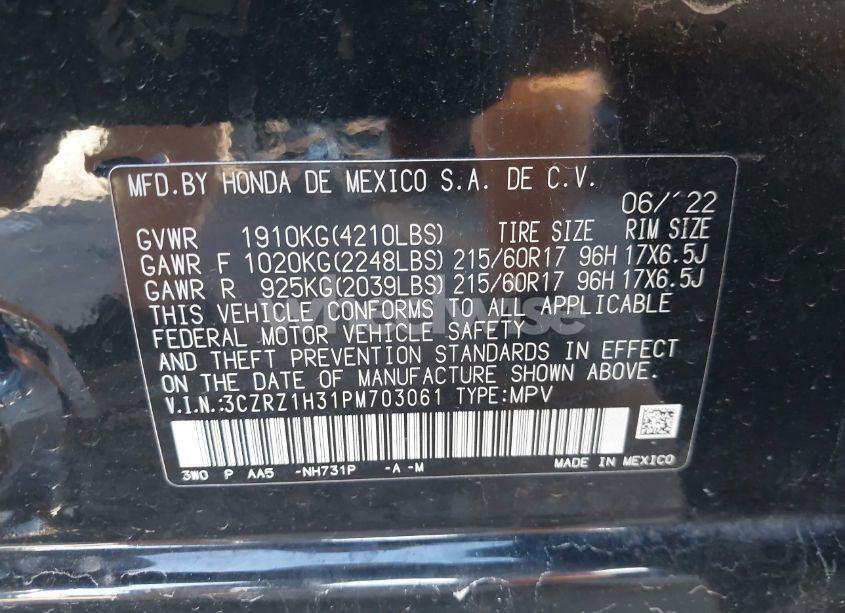 MFD.BY HONDA DE MEXICO S.A. DE C.V.
06/´22
GVWR 1910KG(4210LBS) TIRE SIZE RIM SIZE
GAWR F 1020KG(2248LBS) 215/60R17 96H 17X6.5J
GAWR R 925KG(2039LBS) 215/60R17 96H 17X6.5J
THIS VEHICLE CONFORMS TO ALL APPLICABLE
FEDERAL MOTOR VEHICLE SAFETY
AND THEFT PREVENTION STANDARDS IN EFFECT
ON THE DATE OF MANUFACTURE SHOWN ABOVE.
V.I.N.:3CZRZ1H31PM703061 TYPE:MPV
3WO P AA5 -NH731P -A -M
MADE IN MEXICO